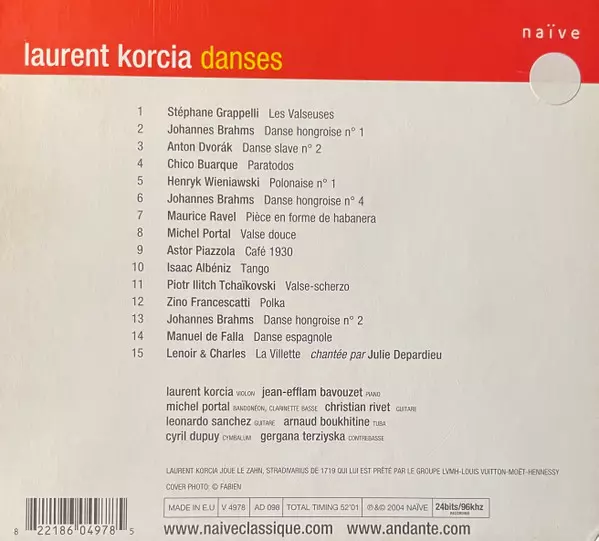 naïve
laurent korcia danses
1 Stéphane Grappelli Les Valseuses
2 Johannes Brahms Danse hongroise n° 1
3 Anton Dvorák Danse slave n° 2
4 Chico Buarque Paratodos
5 Henryk Wieniawski Polonaise n° 1
6 Johannes Brahms Danse hongroise n° 4
7 Maurice Ravel Pièce en forme de habanera
8 Michel Portal Valse douce
9 Astor Piazzola Café 1930
10 Isaac Albéniz Tango
11 Piotr Ilitch Tchaïkovski Valse-scherzo
12 Zino Francescatti Polka
13 Johannes Brahms Danse hongroise n° 2
14 Manuel de Falla Danse espagnole
15 Lenoir & Charles La Villette chantée par Julie Depardieu
laurent korcia VIOLON jean-efflam bavouzet PIANO
michel portal BANDONÉON, CLARINETTE BASSE christian rivet GUITARE
leonardo sanchez GUITARE arnaud boukhitine TUBA
cyril dupuy CYMBALUM gergana terziyska CONTREBASSE
LAURENT KORCIA JOUE LE ZAHN, STRADIVARIUS DE 1719 QUI LUI EST PRÊTÉ PAR LE GROUPE LVMH-LOUIS VUITTON-MOËT-HENNESSY
COVER PHOTO: © FABIEN
MADE IN E.U V 4978 AD 098 TOTAL TIMING 52'01 ℗&© 2004 NAÏVE 24bits/96khz RECORDING
8 22186 04978 5
www.naiveclassique.com www.andante.com